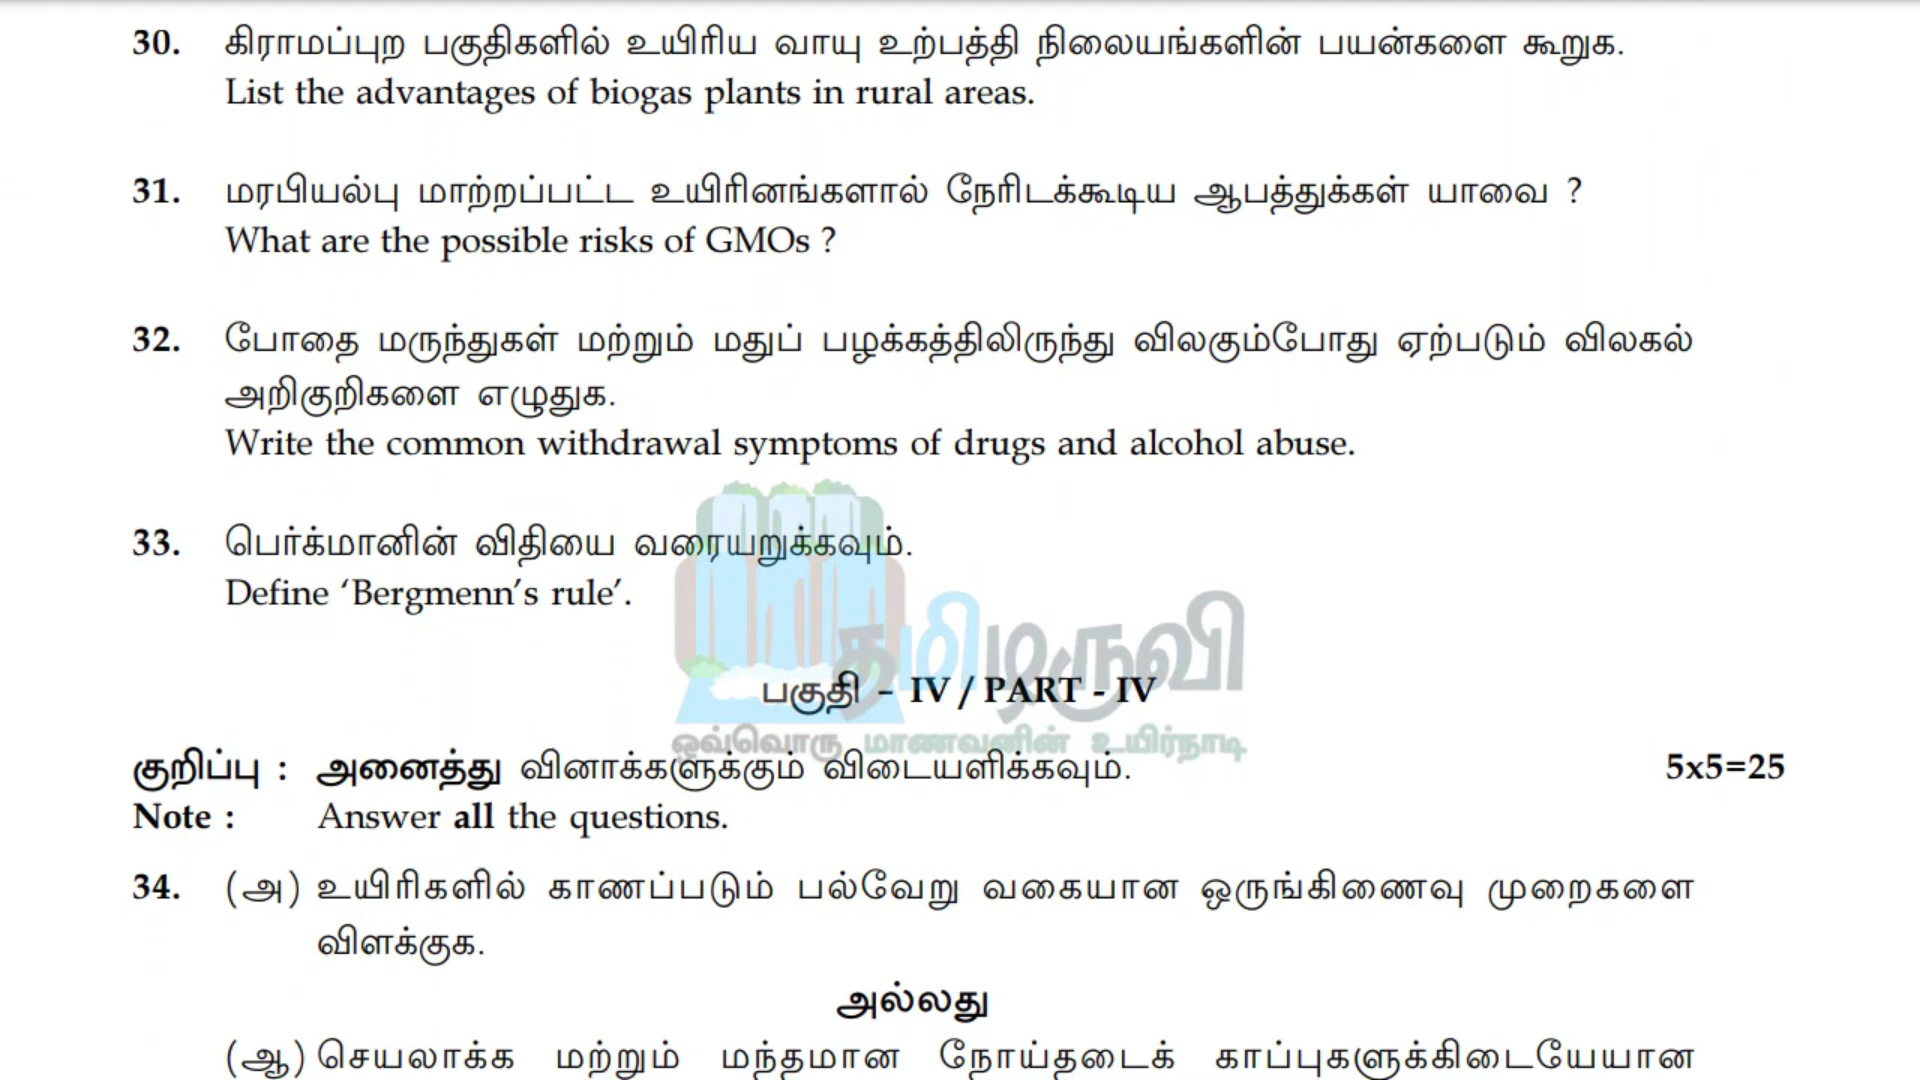 30. கிராமப்புற பகுதிகளில் உயிரிய வாயு உற்பத்தி நிலையங்களின் பயன்களை கூறுக.
List the advantages of biogas plants in rural areas.
31. மரபியல்பு மாற்றப்பட்ட உயிரினங்களால் நேரிடக்கூடிய ஆபத்துக்கள் யாவை ?
What are the possible risks of GMOs ?
32. போதை மருந்துகள் மற்றும் மதுப் பழக்கத்திலிருந்து விலகும்போது ஏற்படும் விலகல்
அறிகுறிகளை எழுதுக.
Write the common withdrawal symptoms of drugs and alcohol abuse.
33. பெர்க்மானின் விதியை வரையறுக்கவும்.
Define ‘Bergmenn’s rule’.
தமிழருவி
பகுதி - IV / PART - IV
ஒவ்வொரு மாணவனின் உயிர்நாடி
குறிப்பு : அனைத்து வினாக்களுக்கும் விடையளிக்கவும். 5x5=25
Note : Answer all the questions.
34. (அ) உயிரிகளில் காணப்படும் பல்வேறு வகையான ஒருங்கிணைவு முறைகளை
விளக்குக.
அல்லது
(ஆ) செயலாக்க மற்றும் மந்தமான நோய்தடைக் காப்புகளுக்கிடையேயான